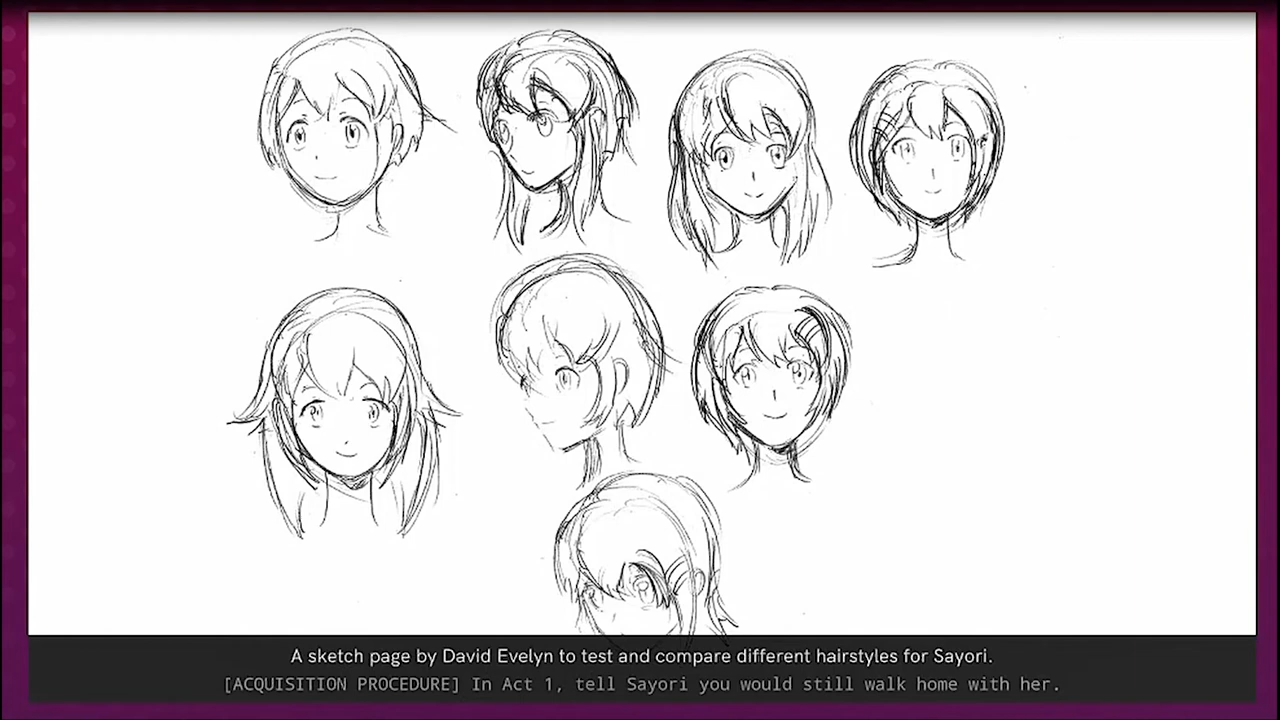 A sketch page by David Evelyn to test and compare different hairstyles for Sayori.
[ACQUISITION PROCEDURE] In Act 1, tell Sayori you would still walk home with her.